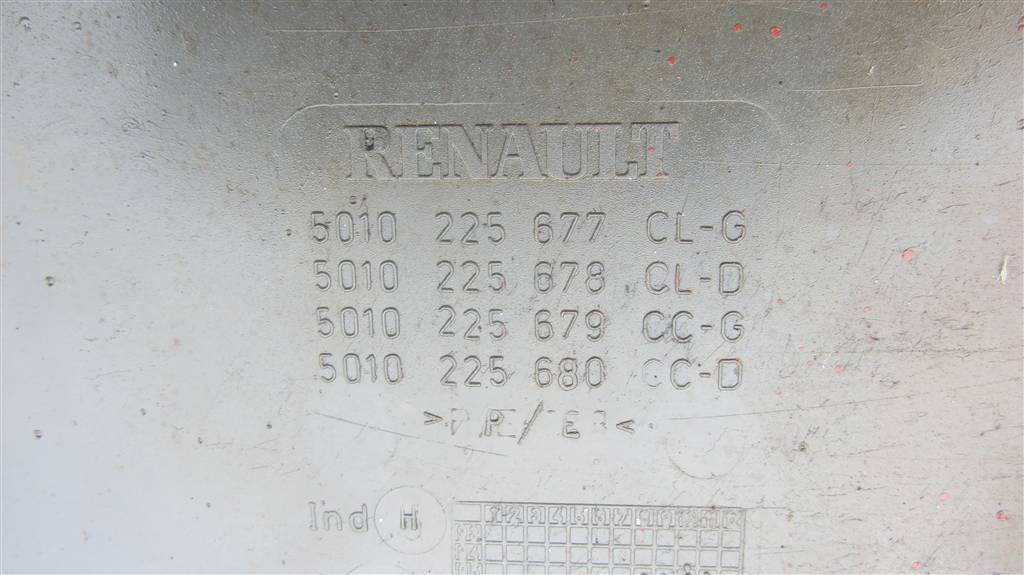 RENAULT
5010 225 677 CL-G
5010 225 678 CL-D
5010 225 679 CC-G
5010 225 680 CC-D
Ind H